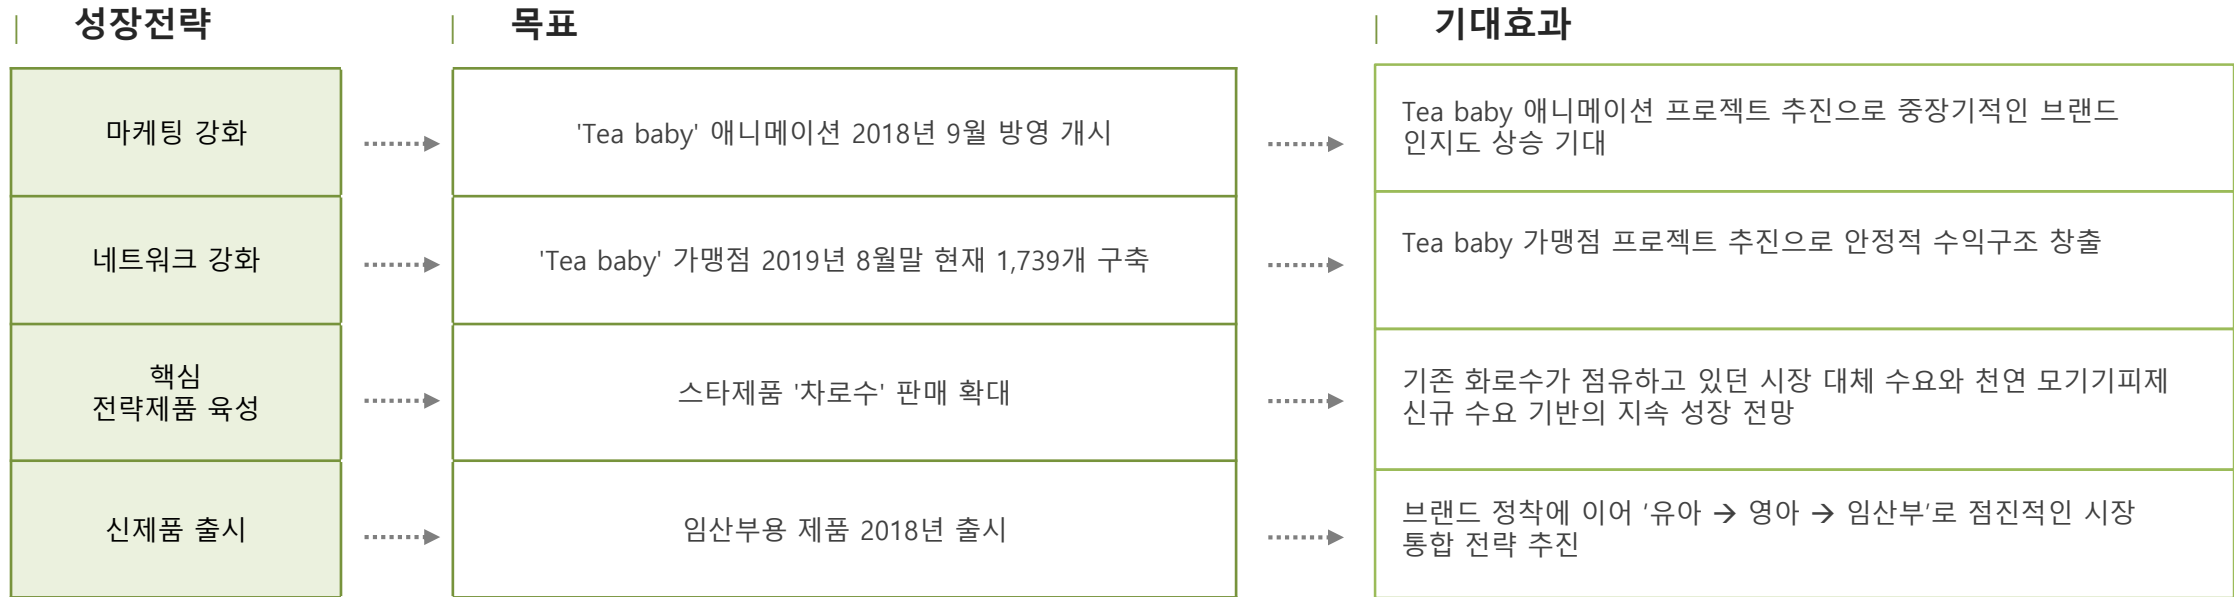 성장전략
목표
기대효과
마케팅 강화
'Tea baby' 애니메이션 2018년 9월 방영 개시
Tea baby 애니메이션 프로젝트 추진으로 중장기적인 브랜드
인지도 상승 기대
네트워크 강화
'Tea baby' 가맹점 2019년 8월말 현재 1,739개 구축
Tea baby 가맹점 프로젝트 추진으로 안정적 수익구조 창출
핵심
전략제품 육성
스타제품 '차로수' 판매 확대
기존 화로수가 점유하고 있던 시장 대체 수요와 천연 모기기피제
신규 수요 기반의 지속 성장 전망
신제품 출시
임산부용 제품 2018년 출시
브랜드 정착에 이어 ‘유아 → 영아 → 임산부’로 점진적인 시장
통합 전략 추진